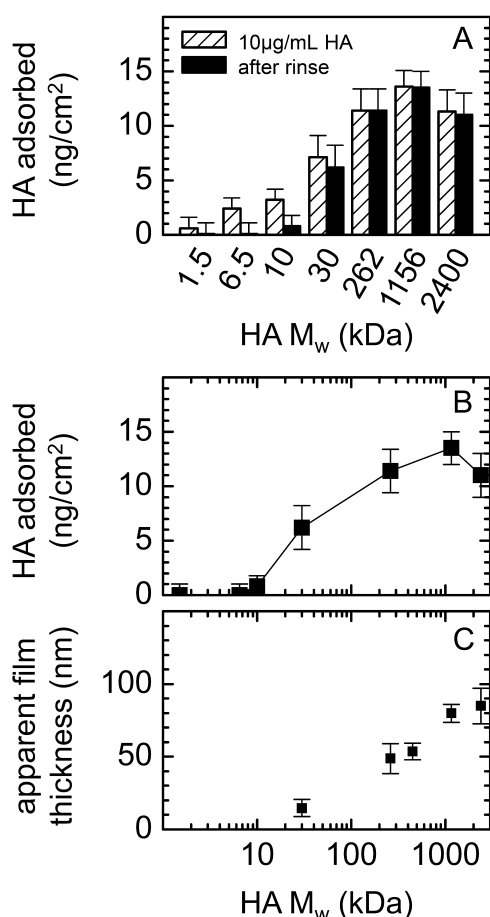 A
10µg/mL HA
after rinse
15
10
5
0
HA adsorbed
(ng/cm²)
1.5
6.5
10
30
262
1156
2400
HA Mw (kDa)
B
15
10
5
0
HA adsorbed
(ng/cm²)
C
100
50
0
apparent film
thickness (nm)
10
100
1000
HA Mw (kDa)